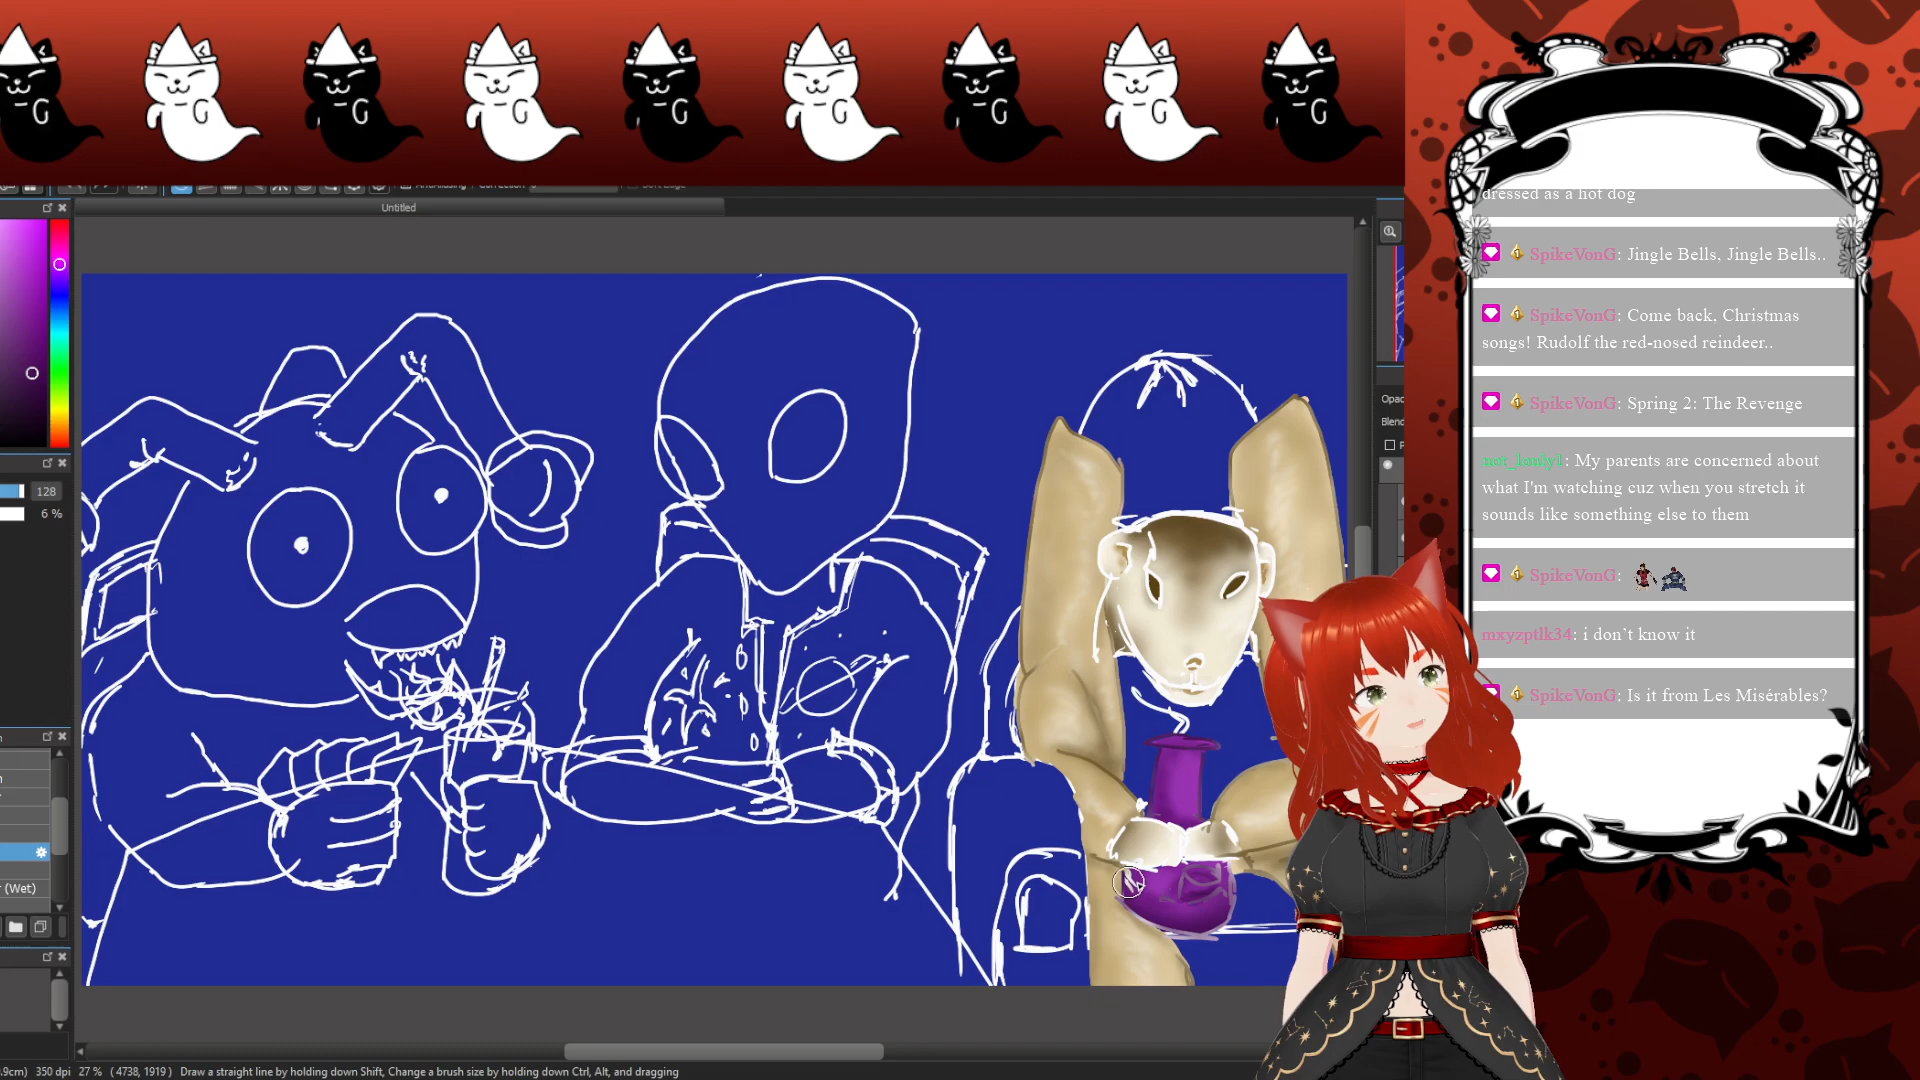 G G G G G G G G G
Untitled
dressed as a hot dog
SpikeVonG: Jingle Bells, Jingle Bells..
SpikeVonG: Come back, Christmas
songs! Rudolf the red-nosed reindeer..
SpikeVonG: Spring 2: The Revenge
My parents are concerned about
what I'm watching cuz when you stretch it
sounds like something else to them
SpikeVonG:
mxyzptlk34: i don't know it
SpikeVonG: Is it from Les Misérables?
Opac
Blen
128
6 %
(Wet)
.9cm) 350 dpi 27 % ( 4738, 1919 ) Draw a straight line by holding down Shift, Change a brush size by holding down Ctrl, Alt, and dragging